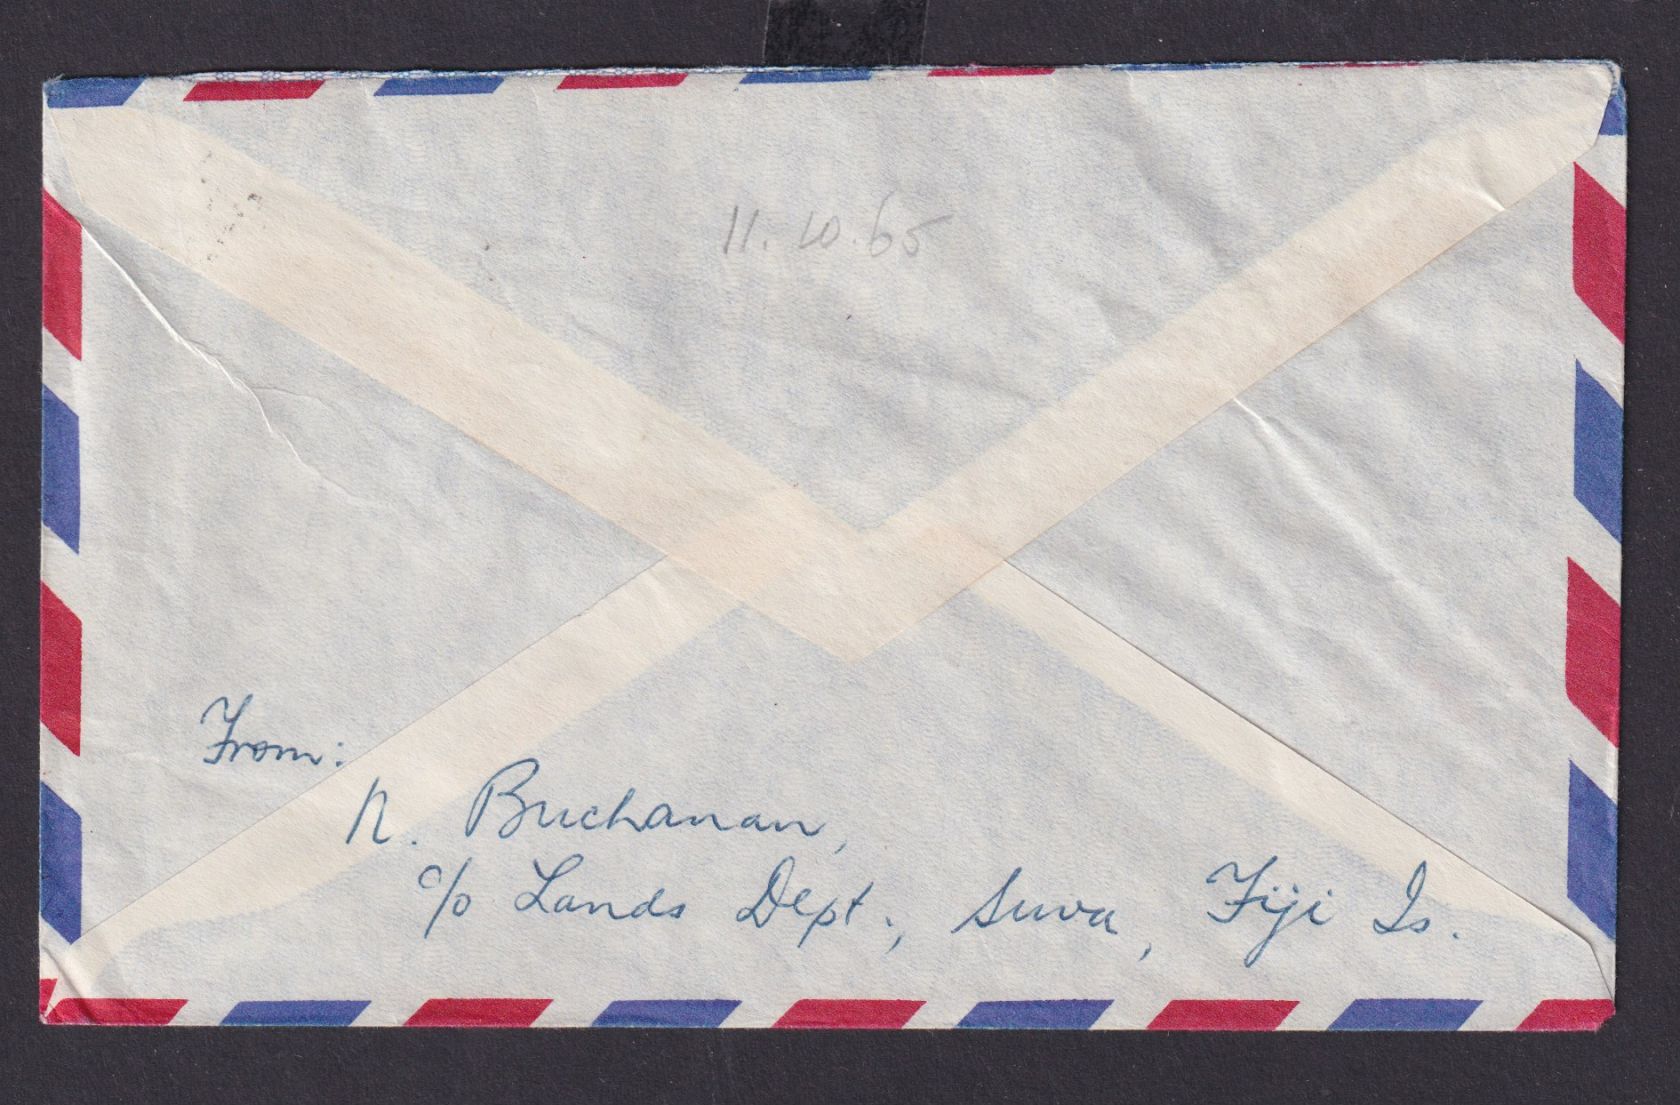 11.10.65
From:
N. Buchanan,
c/o Lands Dept., Suva, Fiji Is.